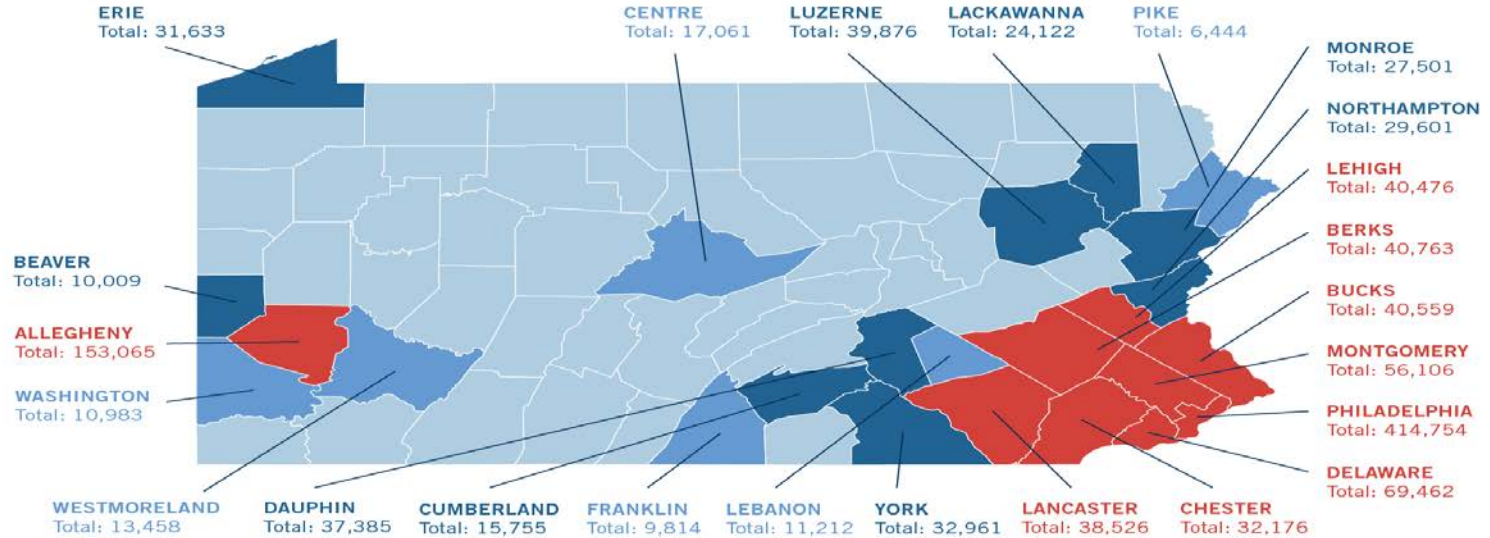 ERIE
Total: 31,633
CENTRE
Total: 17,061
LUZERNE
Total: 39,876
LACKAWANNA
Total: 24,122
PIKE
Total: 6,444
MONROE
Total: 27,501
NORTHAMPTON
Total: 29,601
LEHIGH
Total: 40,476
BERKS
Total: 40,763
BUCKS
Total: 40,559
MONTGOMERY
Total: 56,106
PHILADELPHIA
Total: 414,754
DELAWARE
Total: 69,462
BEAVER
Total: 10,009
ALLEGHENY
Total: 153,065
WASHINGTON
Total: 10,983
WESTMORELAND
Total: 13,458
DAUPHIN
Total: 37,385
CUMBERLAND
Total: 15,755
FRANKLIN
Total: 9,814
LEBANON
Total: 11,212
YORK
Total: 32,961
LANCASTER
Total: 38,526
CHESTER
Total: 32,176